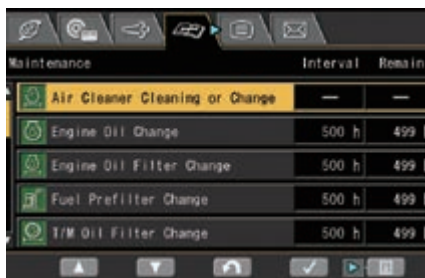 Maintenance Interval Remain
Air Cleaner Cleaning or Change — —
Engine Oil Change 500 h 499
Engine Oil Filter Change 500 h 499
Fuel Prefilter Change 500 h 499
T/M Oil Filter Change 500 h 499